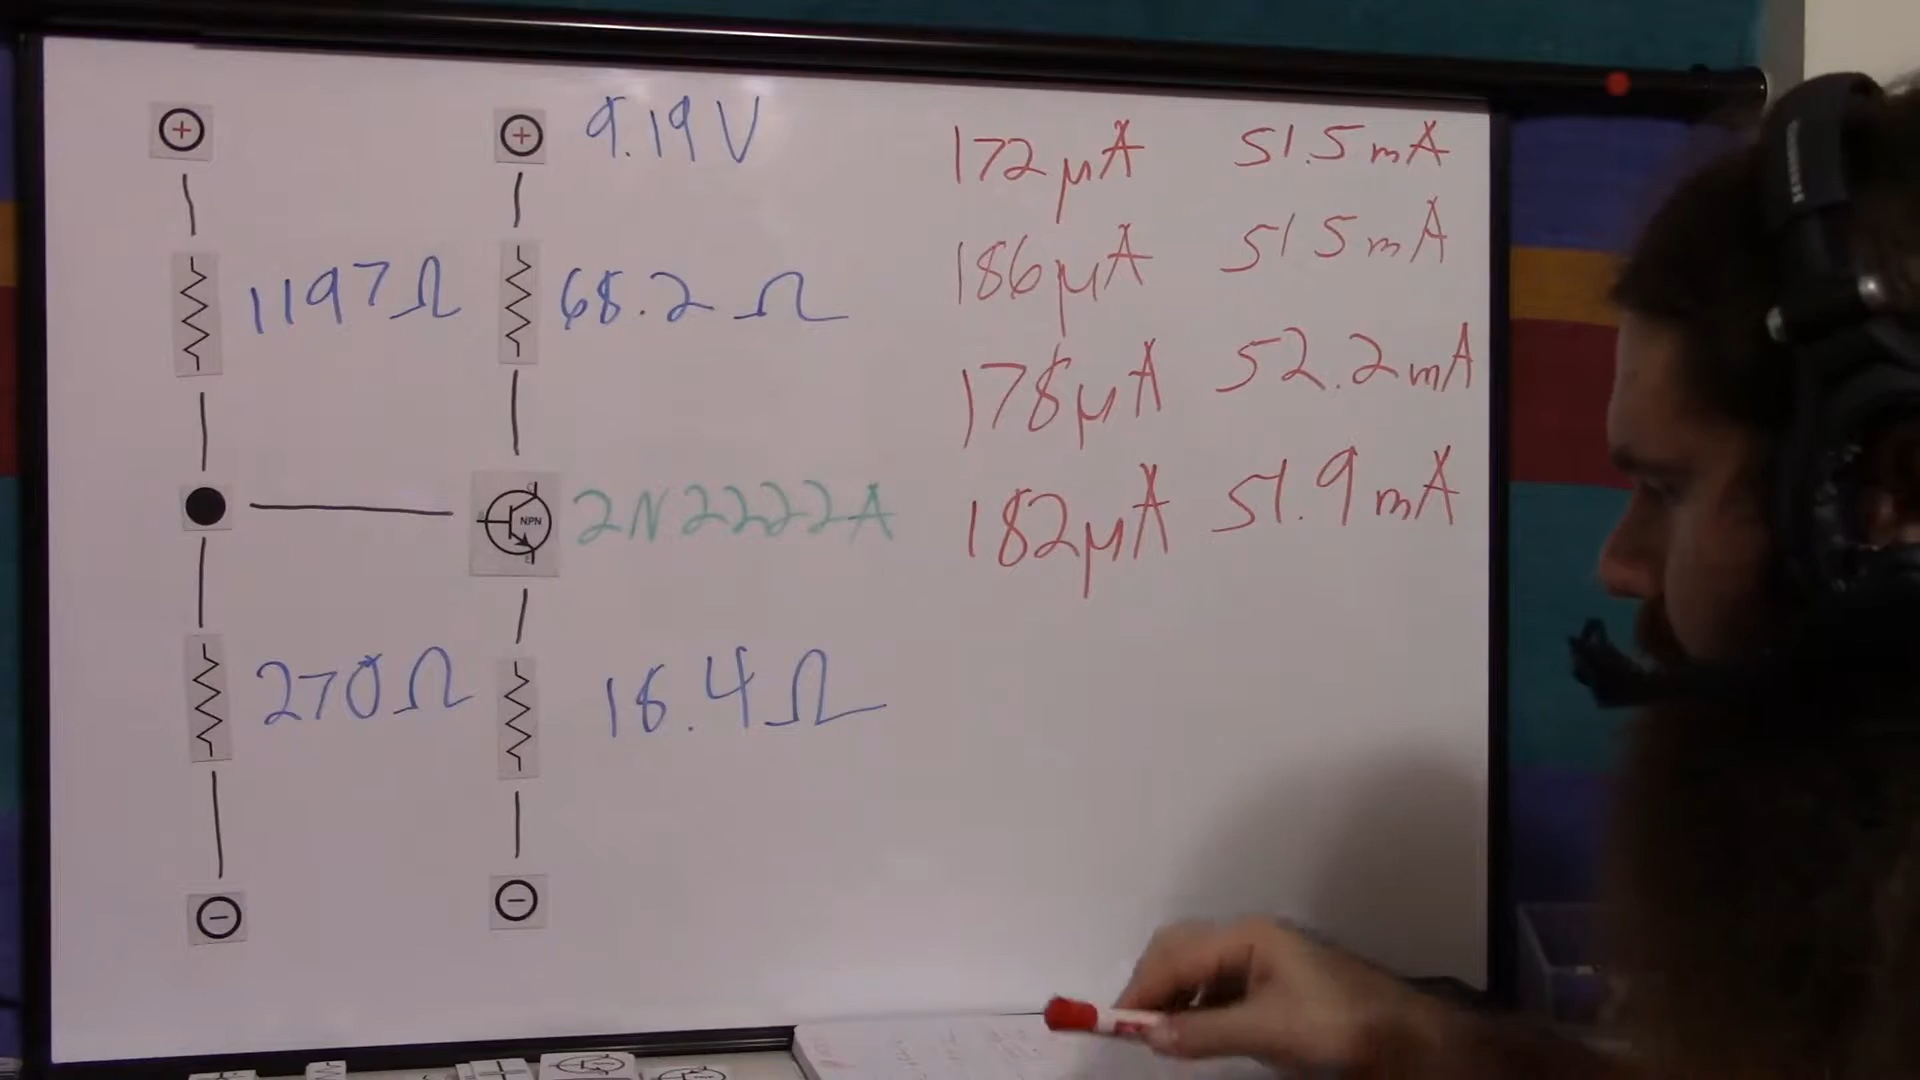 9.19V
1197Ω
68.2Ω
NPN
2N2222A
270Ω
18.4Ω
172µA 51.5mA
186µA 51.5mA
178µA 52.2mA
182µA 51.9mA